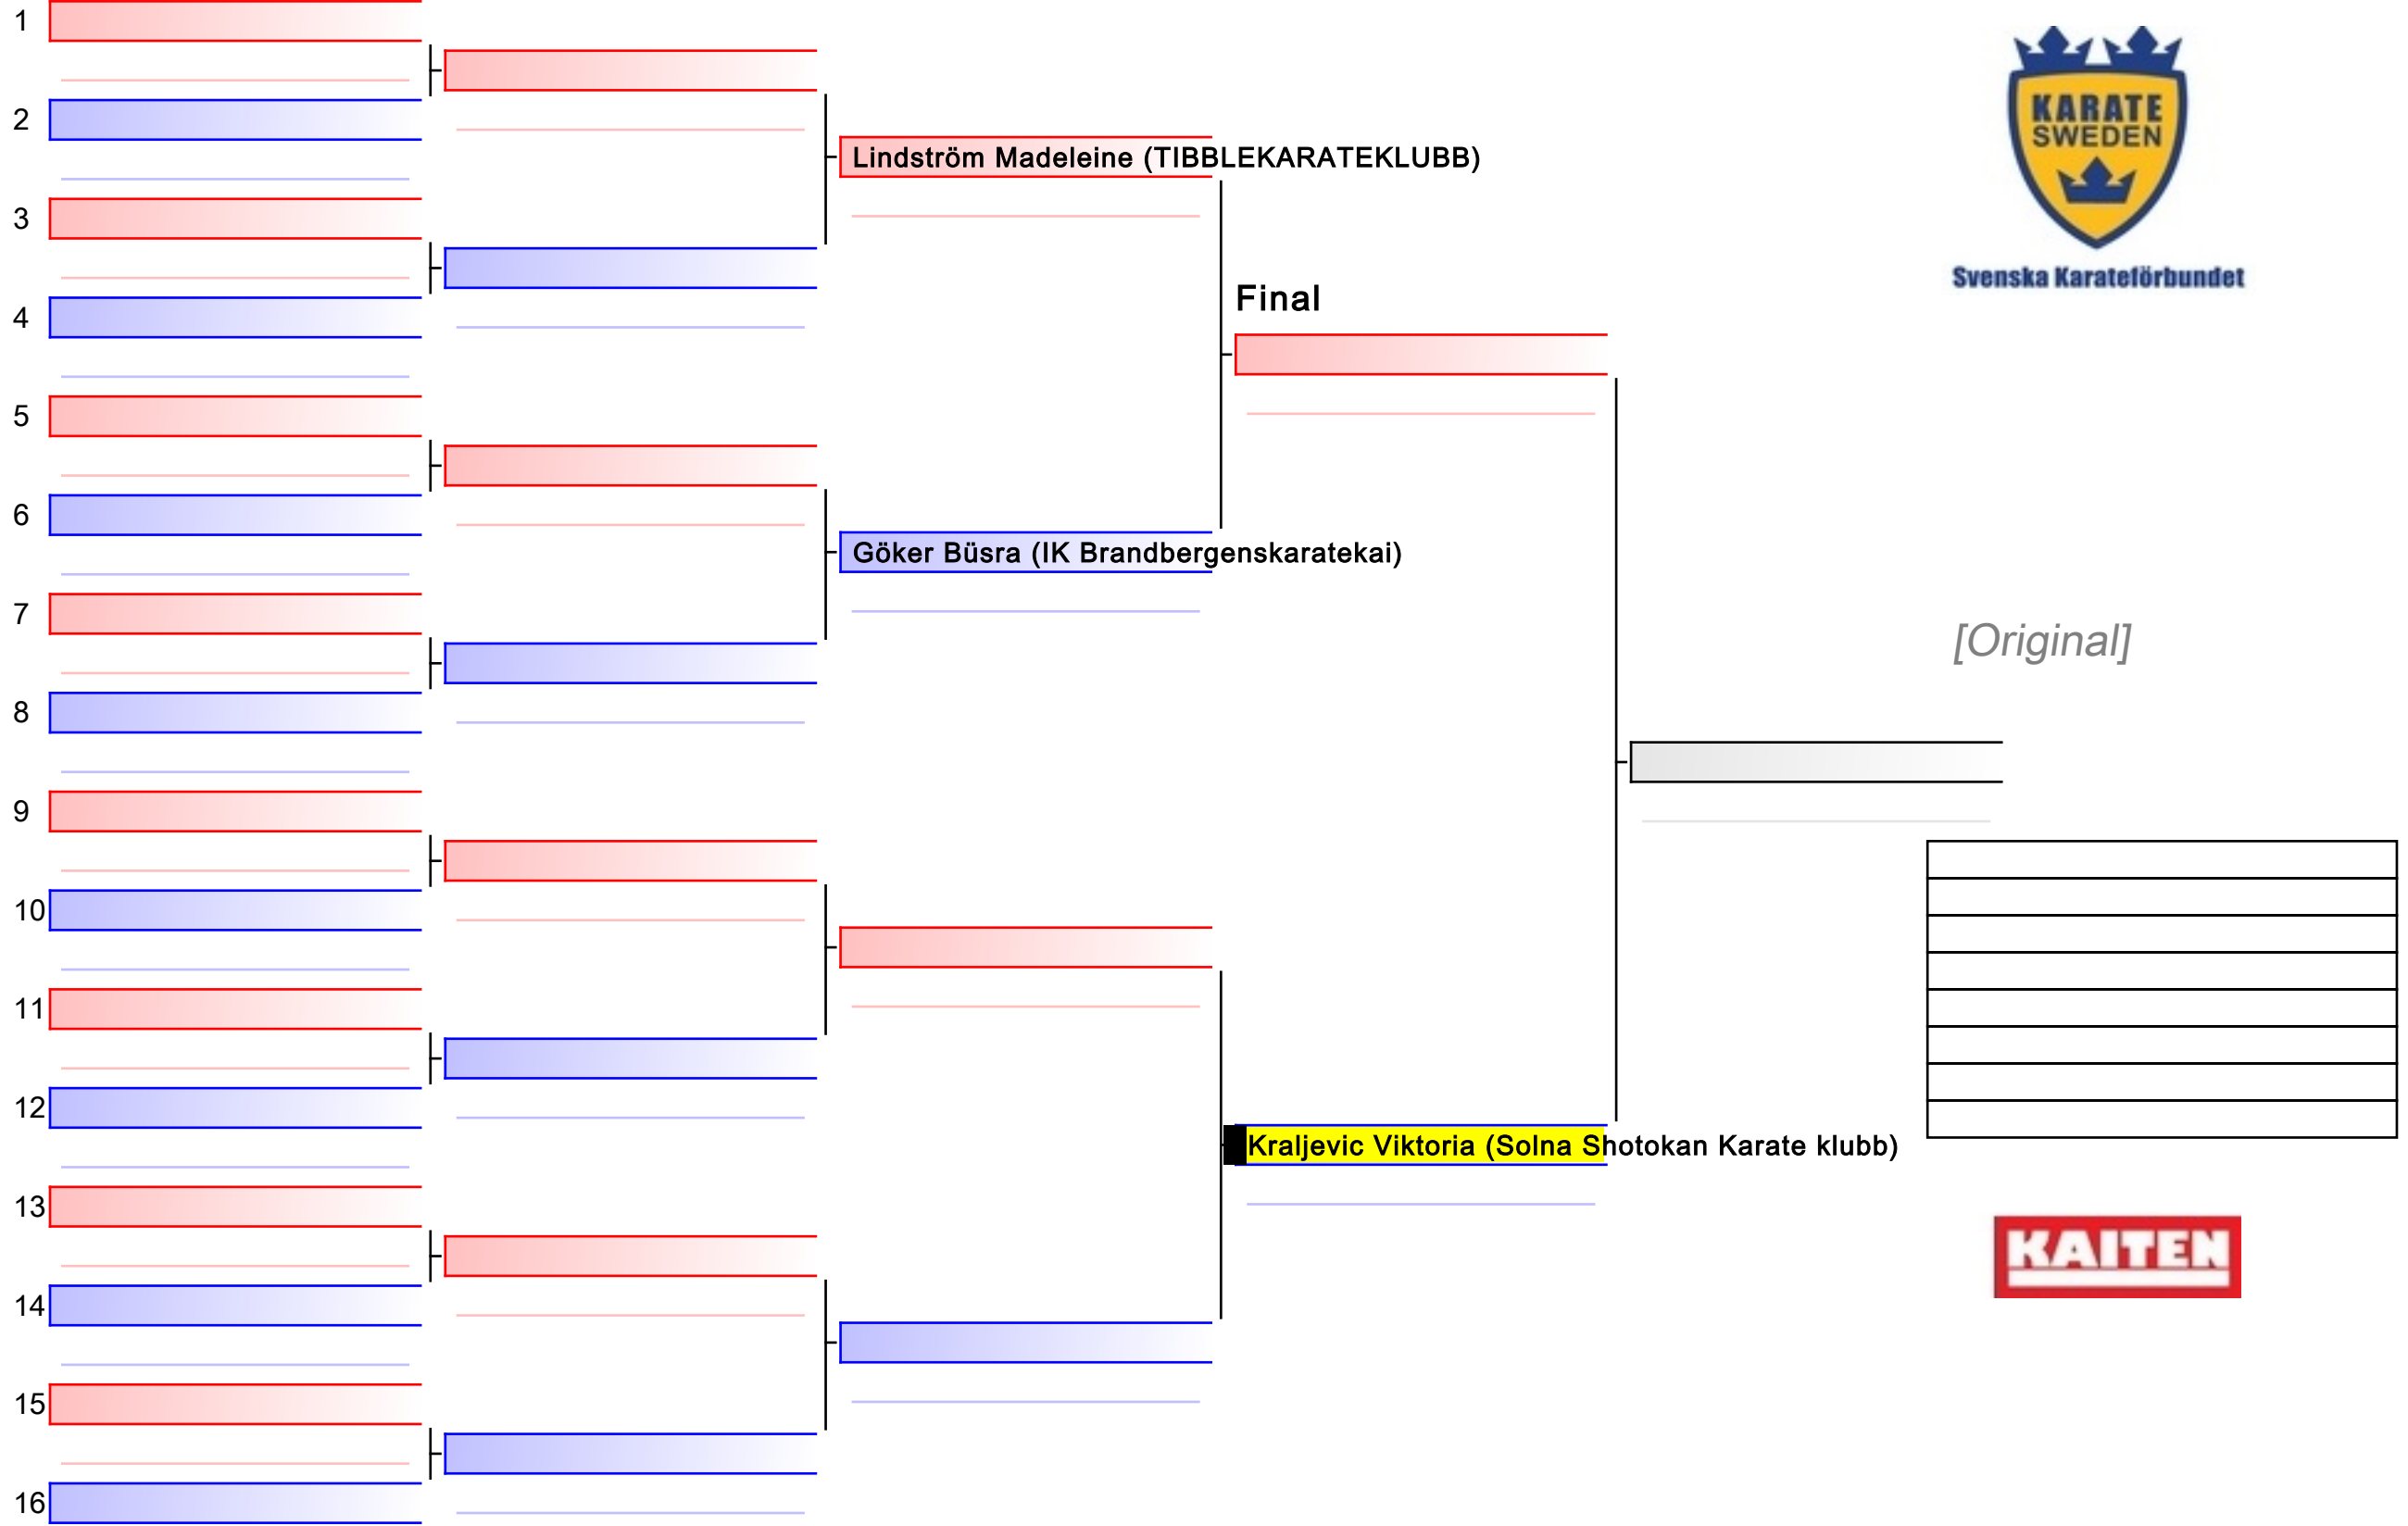 1
2
3
4
5
6
7
8
9
10
11
12
13
14
15
16
Lindström Madeleine (TIBBLEKARATEKLUBB)
Göker Büsra (IK Brandbergenskaratekai)
Final
Kraljevic Viktoria (Solna Shotokan Karate klubb)
KARATE
SWEDEN
Svenska Karateförbundet
[Original]
KAITEN